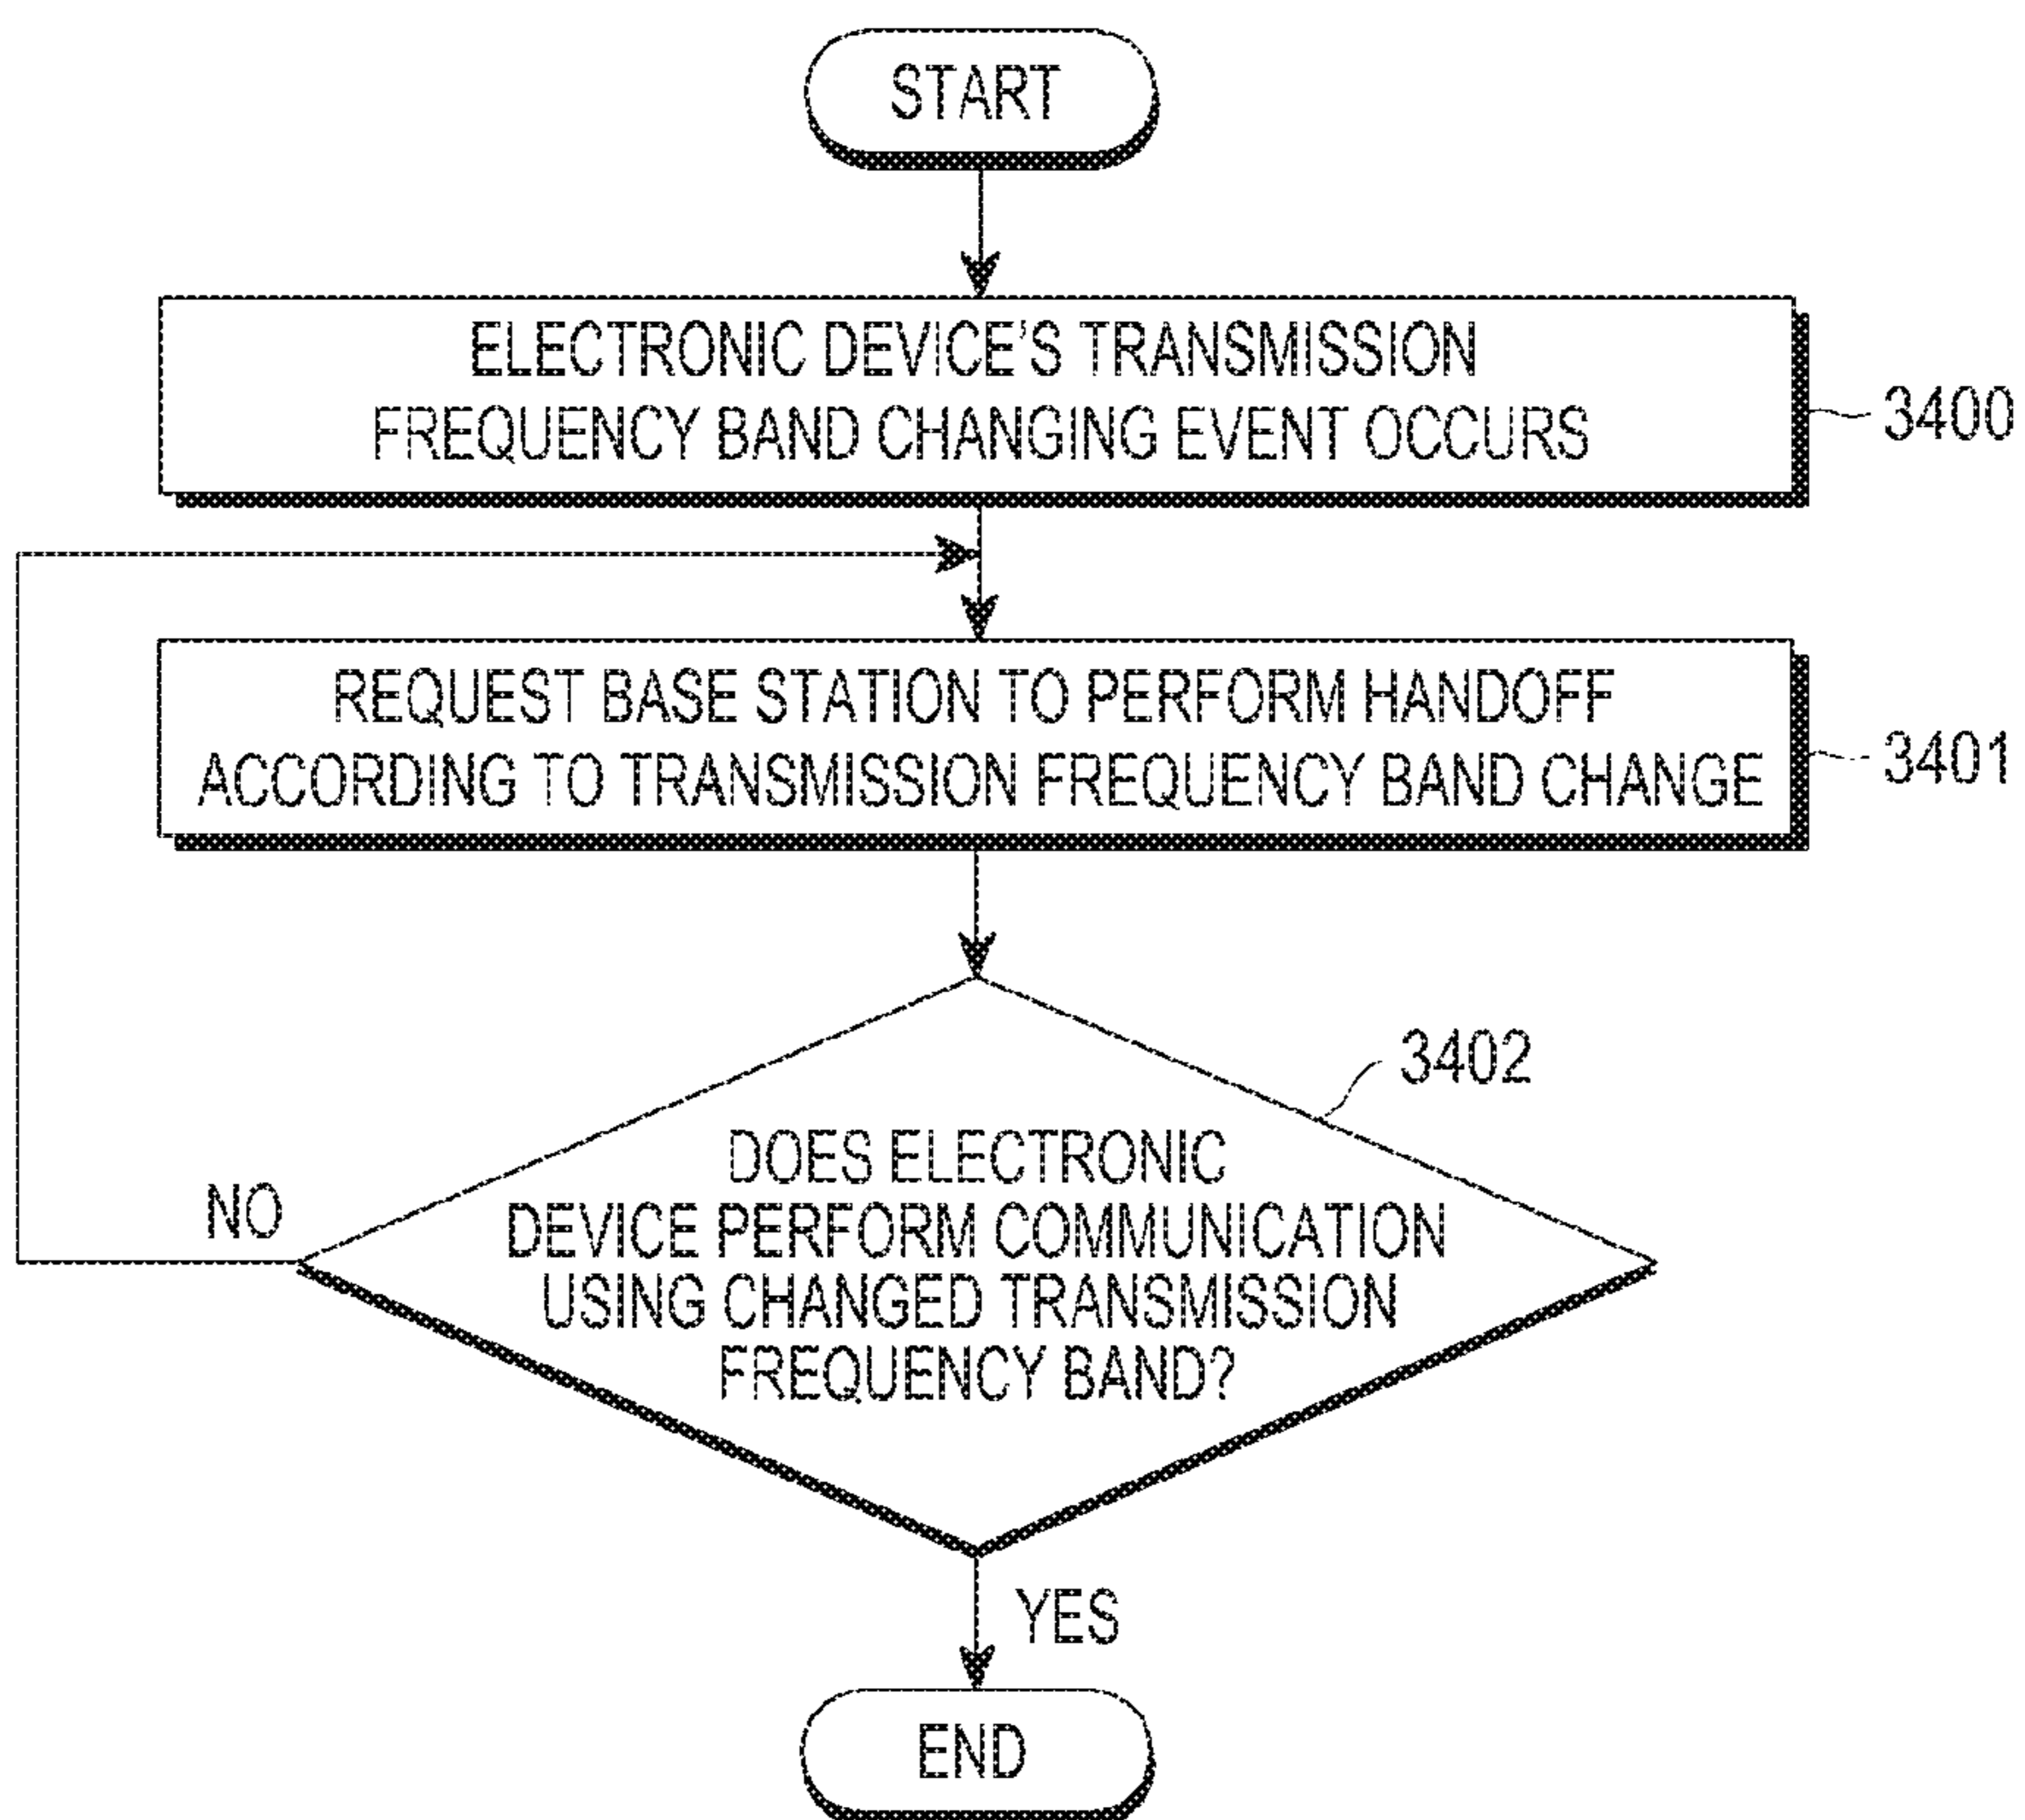 START
ELECTRONIC DEVICE'S TRANSMISSION
FREQUENCY BAND CHANGING EVENT OCCURS
3400
REQUEST BASE STATION TO PERFORM HANDOFF
ACCORDING TO TRANSMISSION FREQUENCY BAND CHANGE
3401
3402
DOES ELECTRONIC
DEVICE PERFORM COMMUNICATION
USING CHANGED TRANSMISSION
FREQUENCY BAND?
NO
YES
END